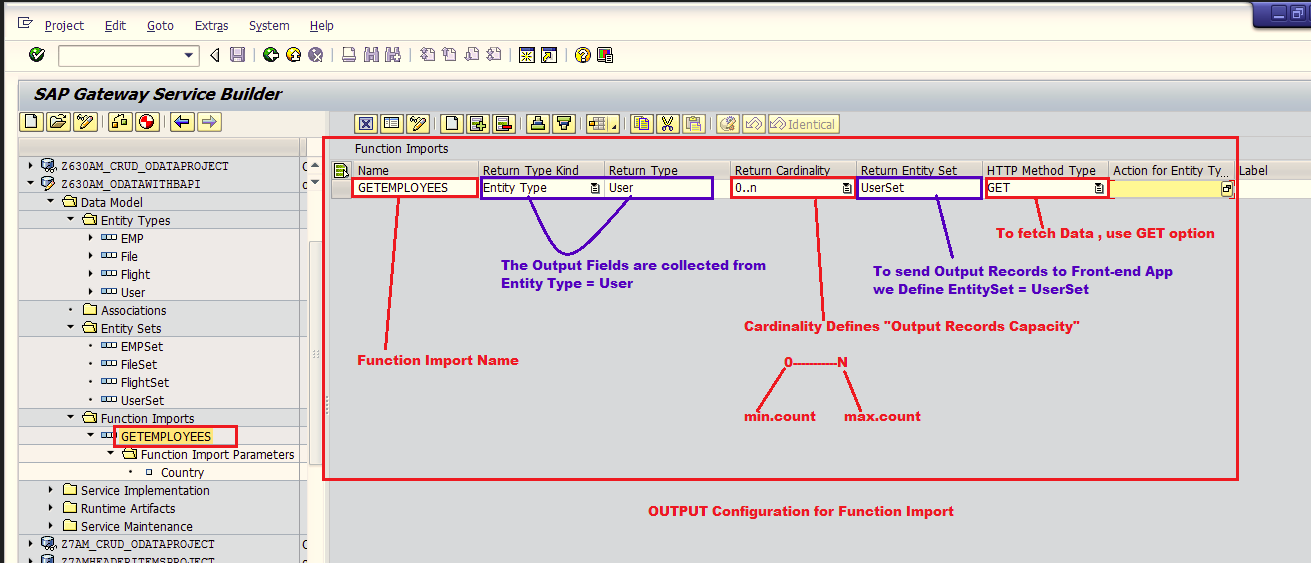 Project Edit Goto Extras System Help
SAP Gateway Service Builder
Identical
Function Imports
Name Return Type Kind Return Type Return Cardinality Return Entity Set HTTP Method Type Action for Entity Ty... Label
GETEMPLOYEES Entity Type User 0..n UserSet GET
Z630AM_CRUD_ODATAPROJECT
Z630AM_ODATAWITHBAPI
Data Model
Entity Types
EMP
File
Flight
User
Associations
Entity Sets
EMPSet
FileSet
FlightSet
UserSet
Function Imports
GETEMPLOYEES
Function Import Parameters
Country
Service Implementation
Runtime Artifacts
Service Maintenance
Z7AM_CRUD_ODATAPROJECT
Z7AMHEADERITEMSPROJECT
To fetch Data , use GET option
The Output Fields are collected from
Entity Type = User
To send Output Records to Front-end App
we Define EntitySet = UserSet
Cardinality Defines "Output Records Capacity"
Function Import Name
0-----------N
min.count max.count
OUTPUT Configuration for Function Import